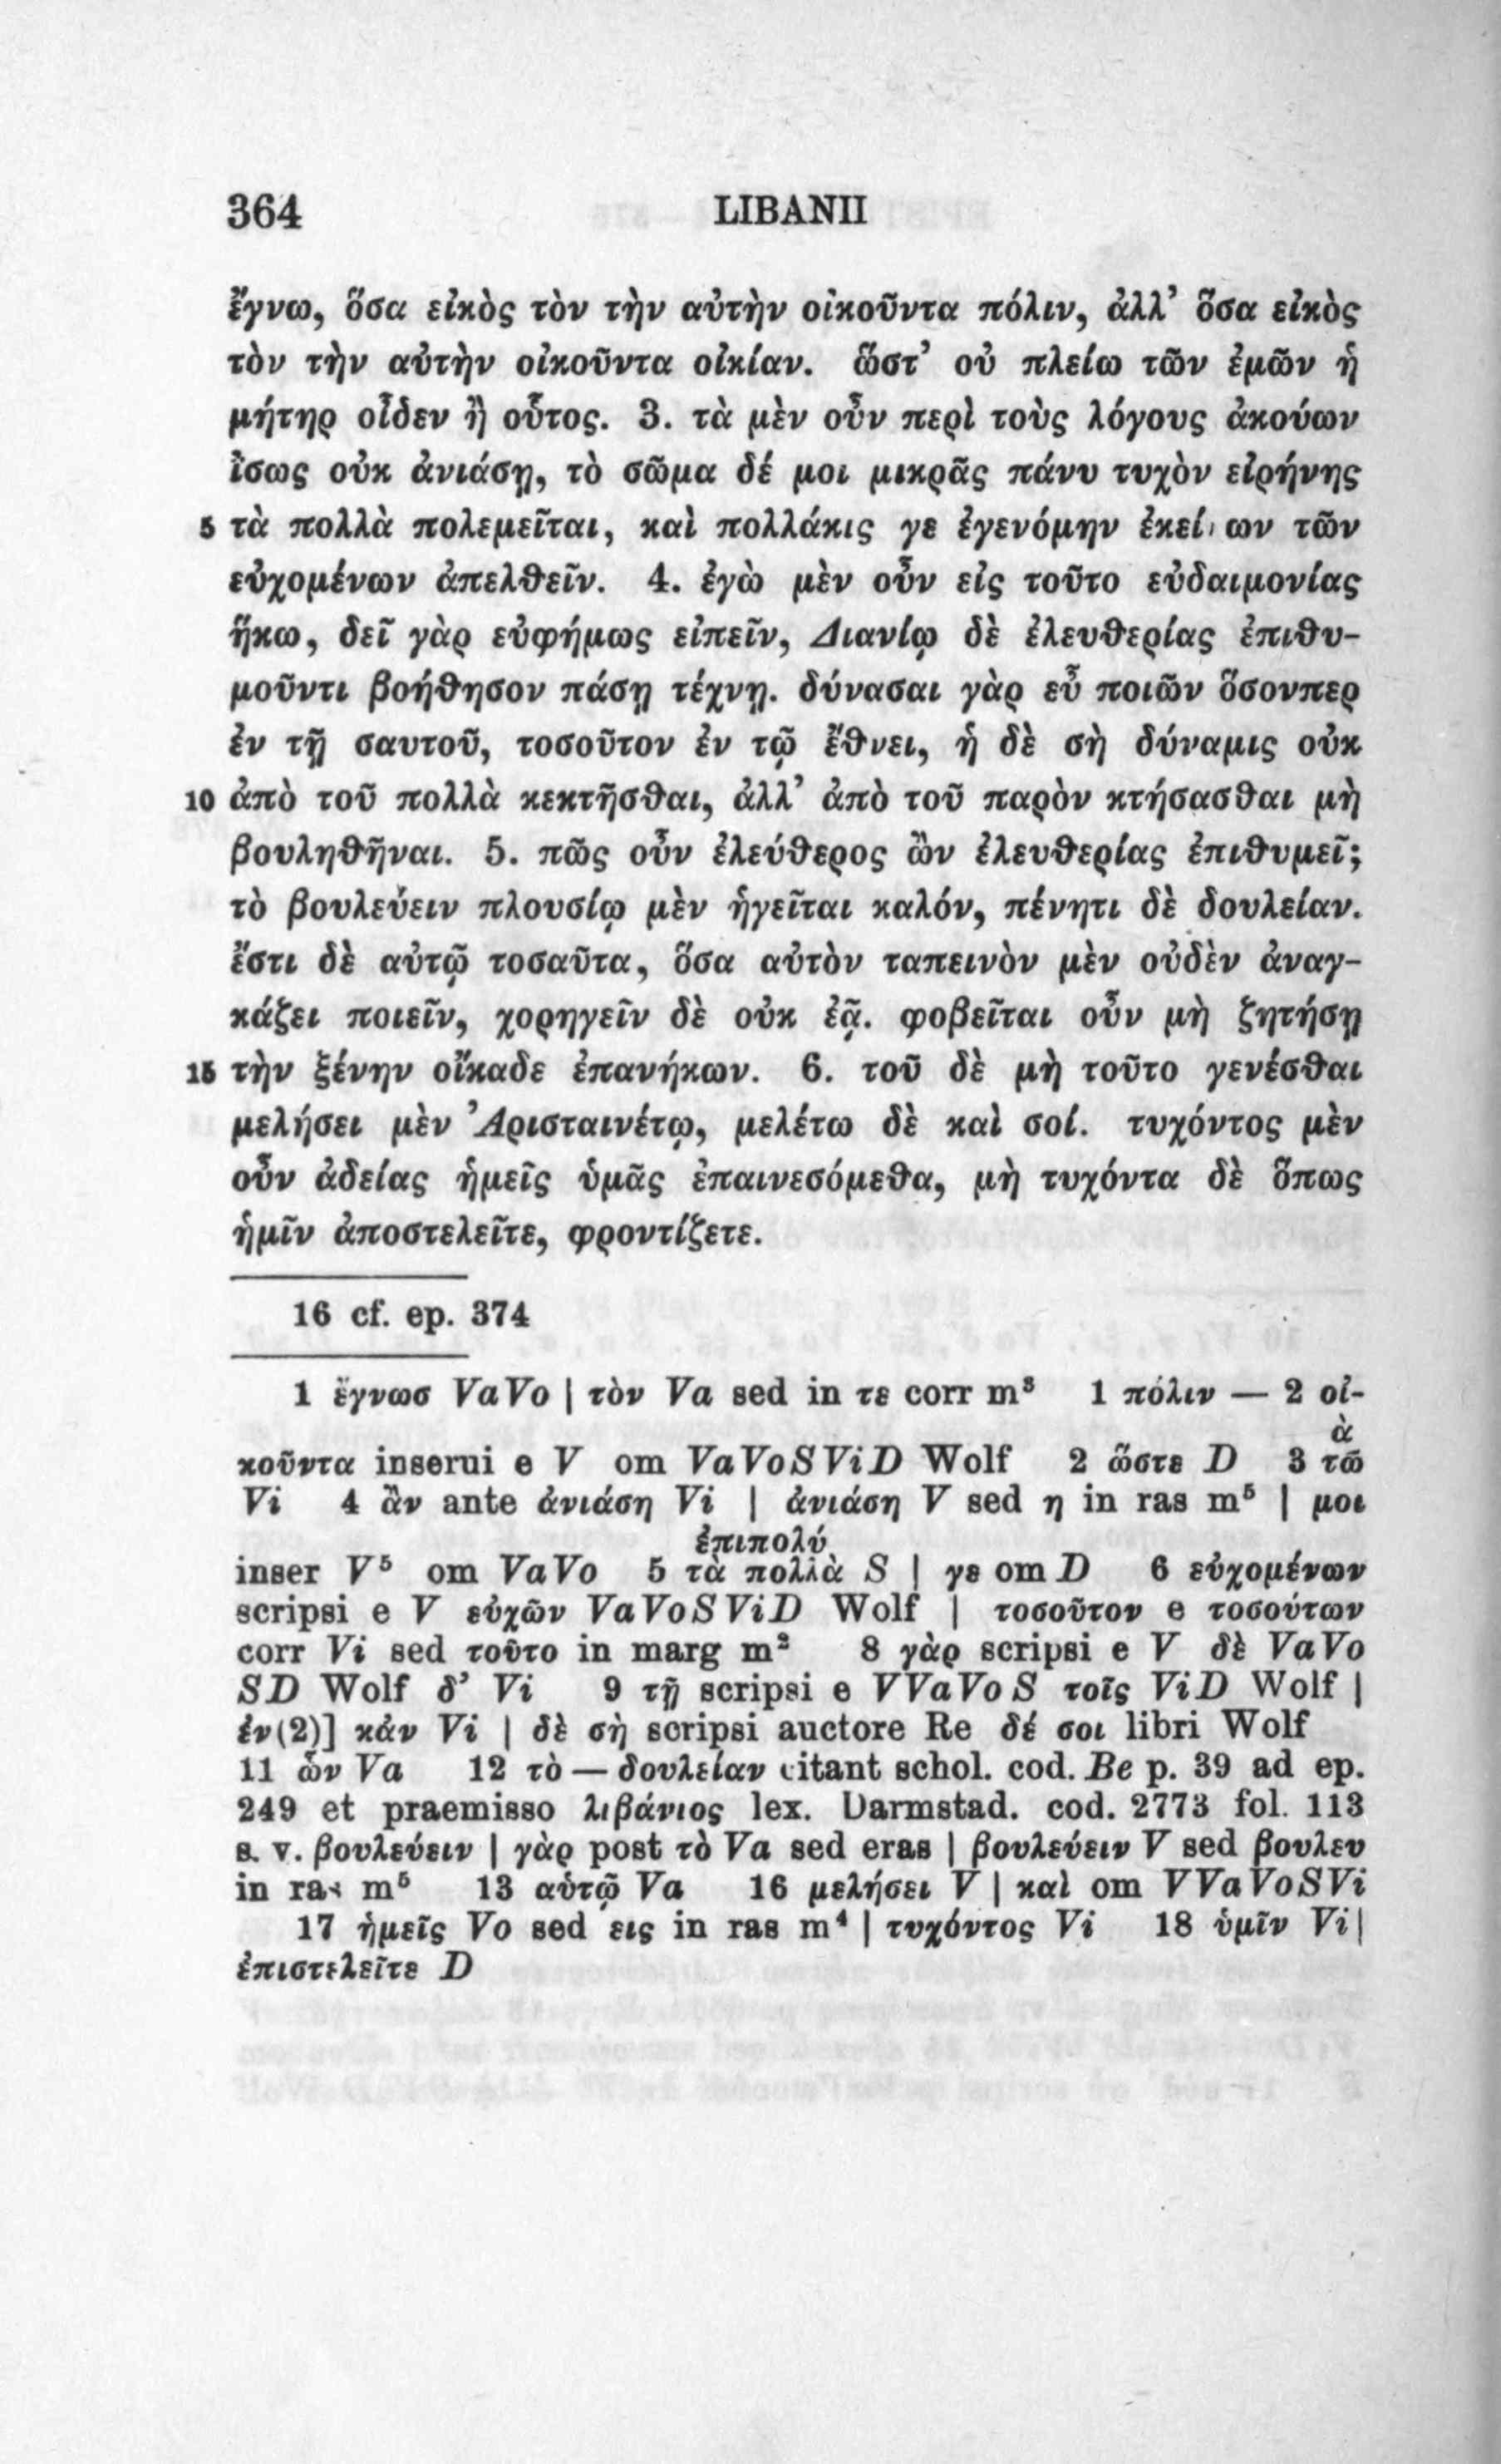 364 LIBANII
ἔγνω, ὅσα εἰκὸς τὸν τὴν αὐτὴν οἰκοῦντα πόλιν, ἀλλ’ ὅσα εἰκὸς
τὸν τὴν αὐτὴν οἰκοῦντα οἰκίαν. ὥστ’ οὐ πλείω τῶν ἐμῶν ἡ
μήτηρ οἶδεν ἢ οὗτος. 3. τὰ μὲν οὖν περὶ τοὺς λόγους ἀκούων
ἴσως οὐκ ἀνιάσῃ, τὸ σῶμα δέ μοι μικρᾶς πάνυ τυχὸν εἰρήνης
5 τὰ πολλὰ πολεμεῖται, καὶ πολλάκις γε ἐγενόμην ἐκείνων τῶν
εὐχομένων ἀπελθεῖν. 4. ἐγὼ μὲν οὖν εἰς τοῦτο εὐδαιμονίας
ἥκω, δεῖ γὰρ εὐφήμως εἰπεῖν, Διανίῳ δὲ ἐλευθερίας ἐπιθυ-
μοῦντι βοήθησον πάσῃ τέχνῃ. δύνασαι γὰρ εὖ ποιῶν ὅσονπερ
ἐν τῇ σαυτοῦ, τοσοῦτον ἐν τῷ ἔθνει, ἡ δὲ σὴ δύναμις οὐκ
10 ἀπὸ τοῦ πολλὰ κεκτῆσθαι, ἀλλ’ ἀπὸ τοῦ παρὸν κτήσασθαι μὴ
βουληθῆναι. 5. πῶς οὖν ἐλεύθερος ὢν ἐλευθερίας ἐπιθυμεῖ;
τὸ βουλεύειν πλουσίῳ μὲν ἡγεῖται καλόν, πένητι δὲ δουλείαν.
ἔστι δὲ αὐτῷ τοσαῦτα, ὅσα αὐτὸν ταπεινὸν μὲν οὐδὲν ἀναγ-
κάζει ποιεῖν, χορηγεῖν δὲ οὐκ ἐᾷ. φοβεῖται οὖν μὴ ζητήσῃ
15 τὴν ξένην οἴκαδε ἐπανήκων. 6. τοῦ δὲ μὴ τοῦτο γενέσθαι
μελήσει μὲν Ἀρισταινέτῳ, μελέτω δὲ καὶ σοί. τυχόντος μὲν
οὖν ἀδείας ἡμεῖς ὑμᾶς ἐπαινεσόμεθα, μὴ τυχόντα δὲ ὅπως
ἡμῖν ἀποστελεῖτε, φροντίζετε.
16 cf. ep. 374
1 ἔγνωσ VaVo | τὸν Va sed in τε corr m³ 1 πόλιν — 2 οἰ-
ὰ
κοῦντα inserui e V om VaVoSViD Wolf 2 ὥστε D 3 τῶ
Vi 4 ἂν ante ἀνιάση Vi | ἀνιάση V sed η in ras m⁵ | μοι
ἐπιπολύ
inser V⁵ om VaVo 5 τὰ πολλὰ S | γε om D 6 εὐχομένων
scripsi e V εὐχῶν VaVoSViD Wolf | τοσοῦτον e τοσούτων
corr Vi sed τοῦτο in marg m² 8 γὰρ scripsi e V δὲ VaVo
SD Wolf δ’ Vi 9 τῇ scripsi e VVaVoS τοῖς ViD Wolf |
ἐν(2)] κἀν Vi | δὲ σὴ scripsi auctore Re δέ σοι libri Wolf
11 ὧν Va 12 τὸ — δουλείαν citant schol. cod. Be p. 39 ad ep.
249 et praemisso λιβάνιος lex. Darmstad. cod. 2773 fol. 113
s. v. βουλεύειν | γὰρ post τὸ Va sed eras | βουλεύειν V sed βουλευ
in ras m⁵ 13 αὑτῷ Va 16 μελήσει V | καὶ om VVaVoSVi
17 ἡμεῖς Vo sed εις in ras m⁴ | τυχόντος Vi 18 ὑμῖν Vi |
ἐπιστελεῖτε D